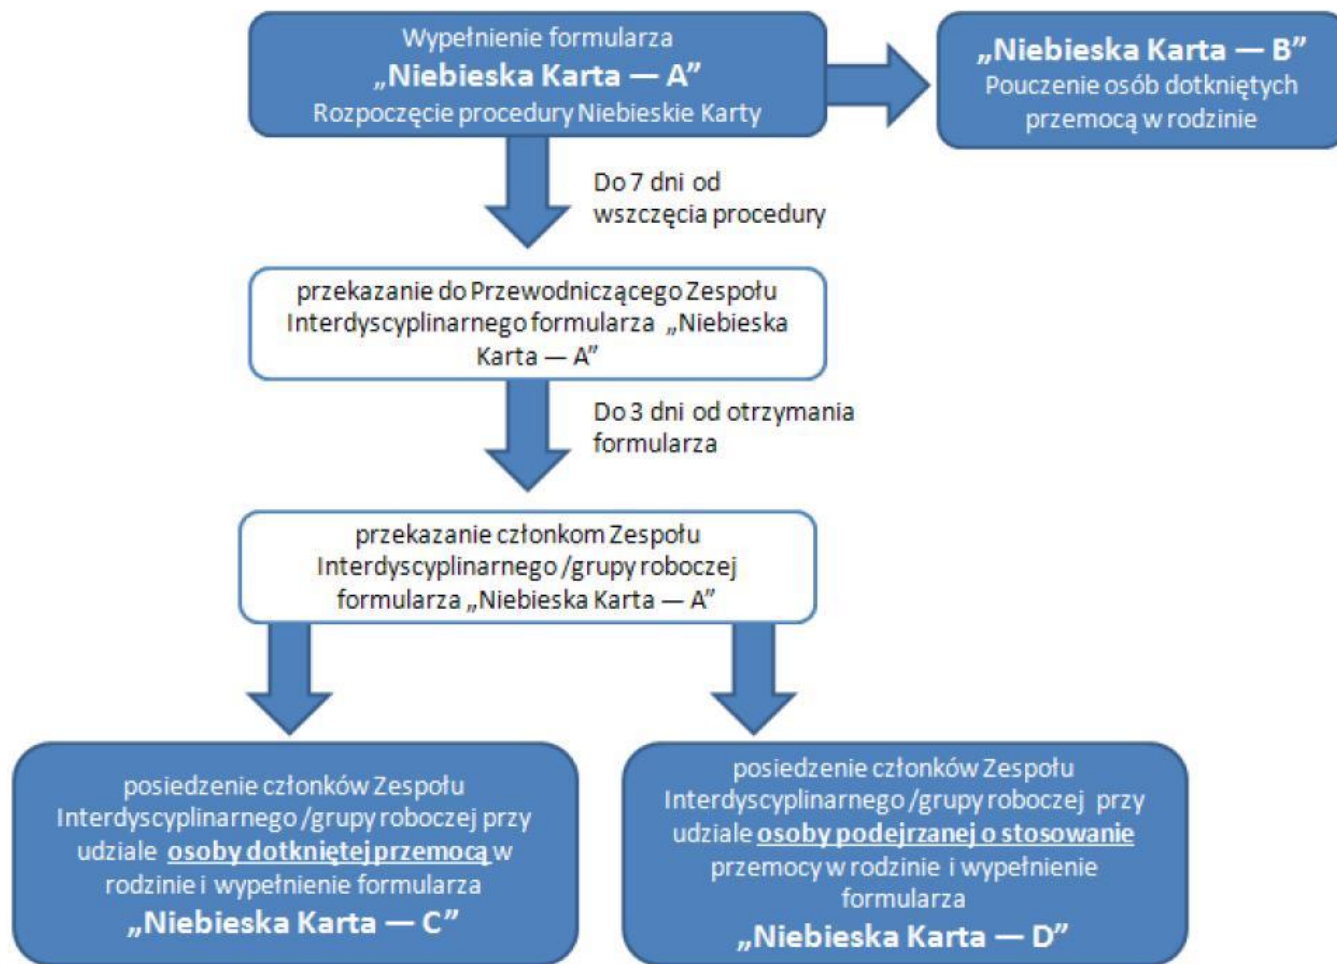 Wypełnienie formularza
„Niebieska Karta — A”
Rozpoczęcie procedury Niebieskie Karty
„Niebieska Karta — B”
Pouczenie osób dotkniętych
przemocą w rodzinie
Do 7 dni od
wszczęcia procedury
przekazanie do Przewodniczącego Zespołu
Interdyscyplinarnego formularza „Niebieska
Karta — A”
Do 3 dni od otrzymania
formularza
przekazanie członkom Zespołu
Interdyscyplinarnego /grupy roboczej
formularza „Niebieska Karta — A”
posiedzenie członków Zespołu
Interdyscyplinarnego /grupy roboczej przy
udziale osoby dotkniętej przemocą w
rodzinie i wypełnienie formularza
„Niebieska Karta — C”
posiedzenie członków Zespołu
Interdyscyplinarnego /grupy roboczej przy
udziale osoby podejrzanej o stosowanie
przemocy w rodzinie i wypełnienie
formularza
„Niebieska Karta — D”